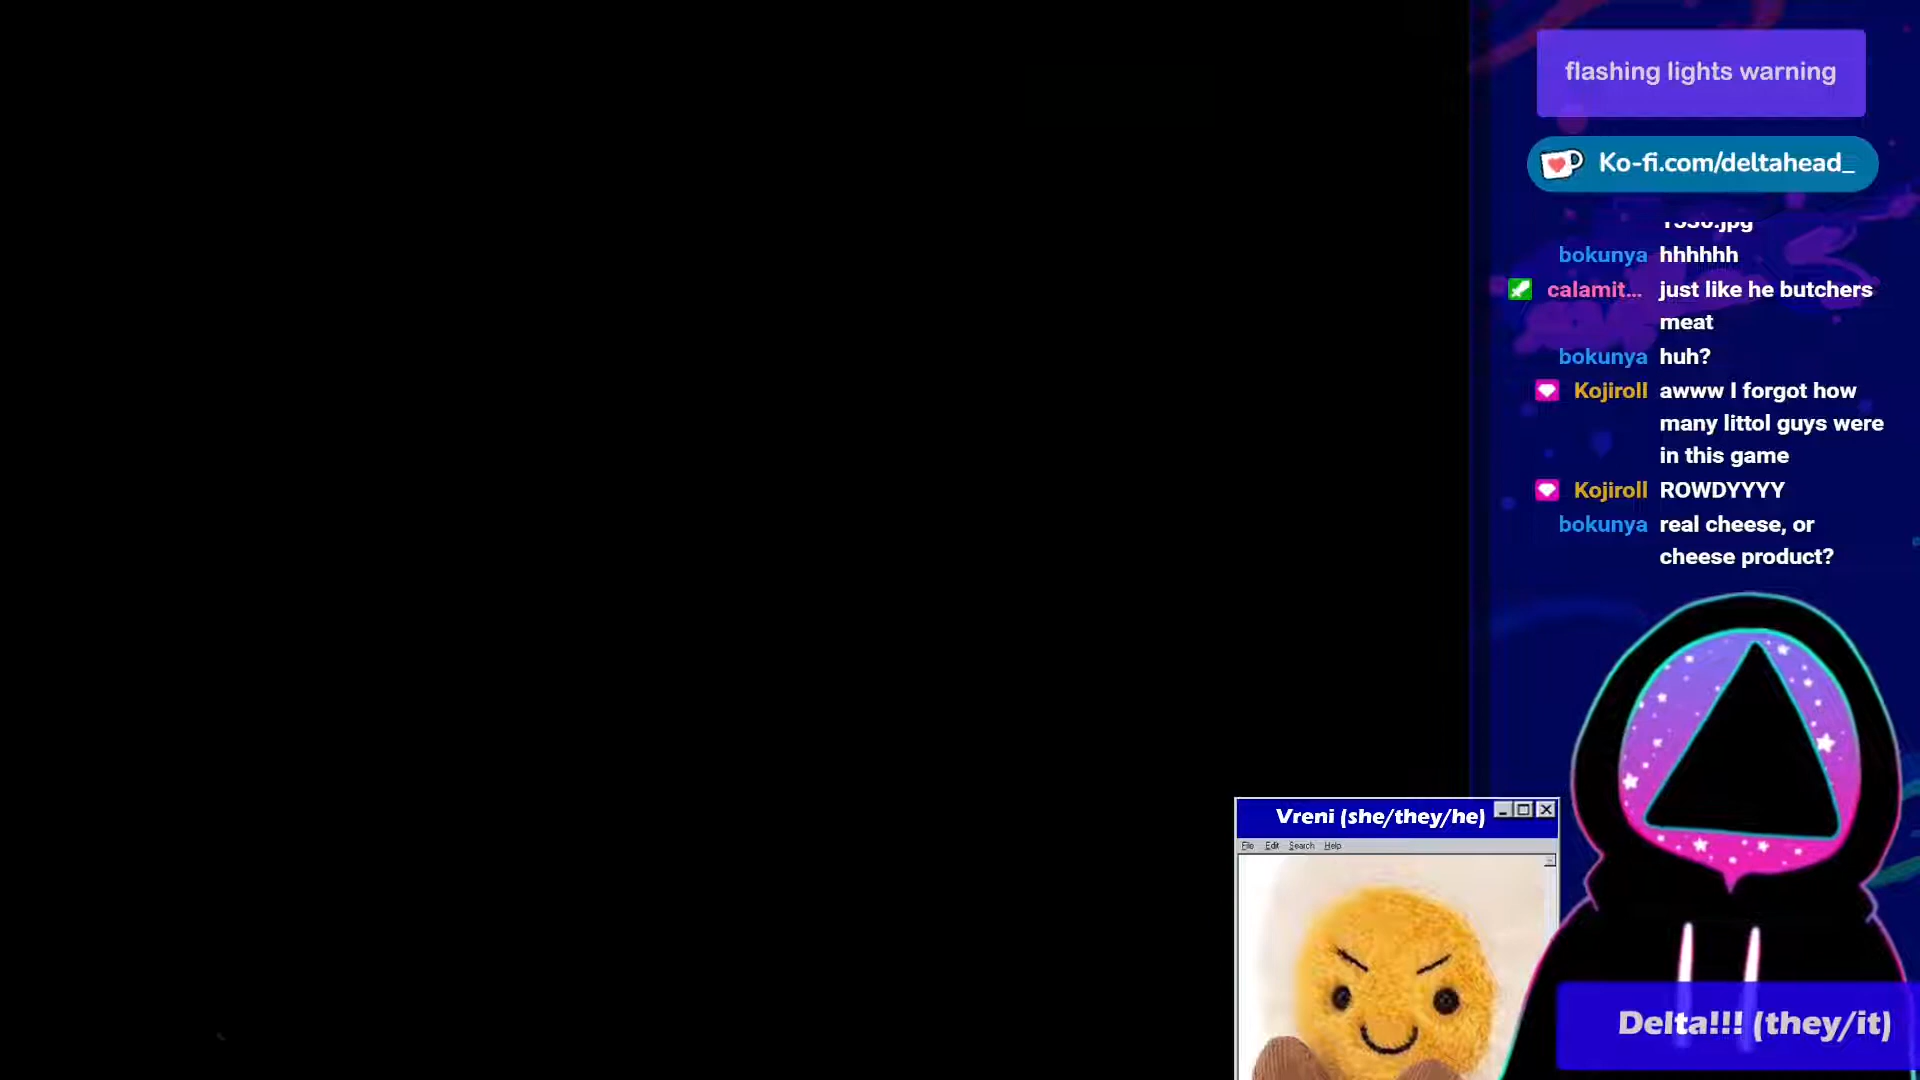 flashing lights warning
Ko-fi.com/deltahead_
bokunya hhhhhh
calamit... just like he butchers
meat
bokunya huh?
Kojiroll awww I forgot how
many littol guys were
in this game
Kojiroll ROWDYYYY
bokunya real cheese, or
cheese product?
Vreni (she/they/he)
File Edit Search Help
Delta!!! (they/it)